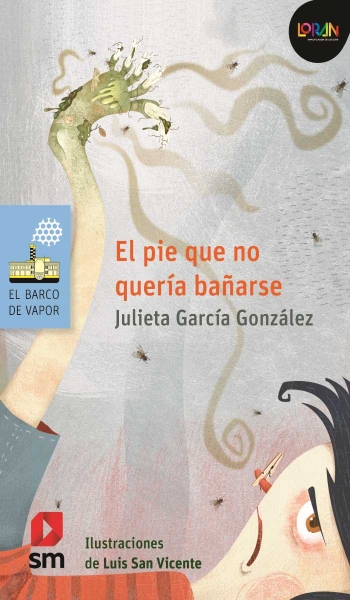 LORAN
El pie que no
quería bañarse
Julieta García González
EL BARCO
DE VAPOR
sm
Ilustraciones
de Luis San Vicente